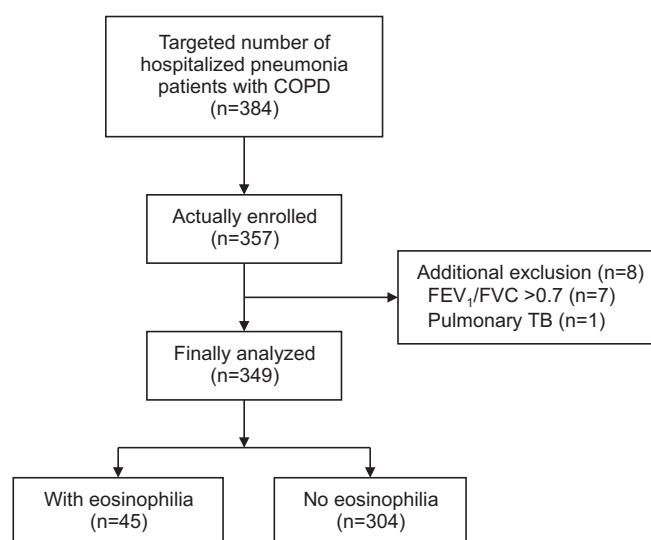 Targeted number of
hospitalized pneumonia
patients with COPD
(n=384)
Actually enrolled
(n=357)
Additional exclusion (n=8)
FEV₁/FVC >0.7 (n=7)
Pulmonary TB (n=1)
Finally analyzed
(n=349)
With eosinophilia
(n=45)
No eosinophilia
(n=304)